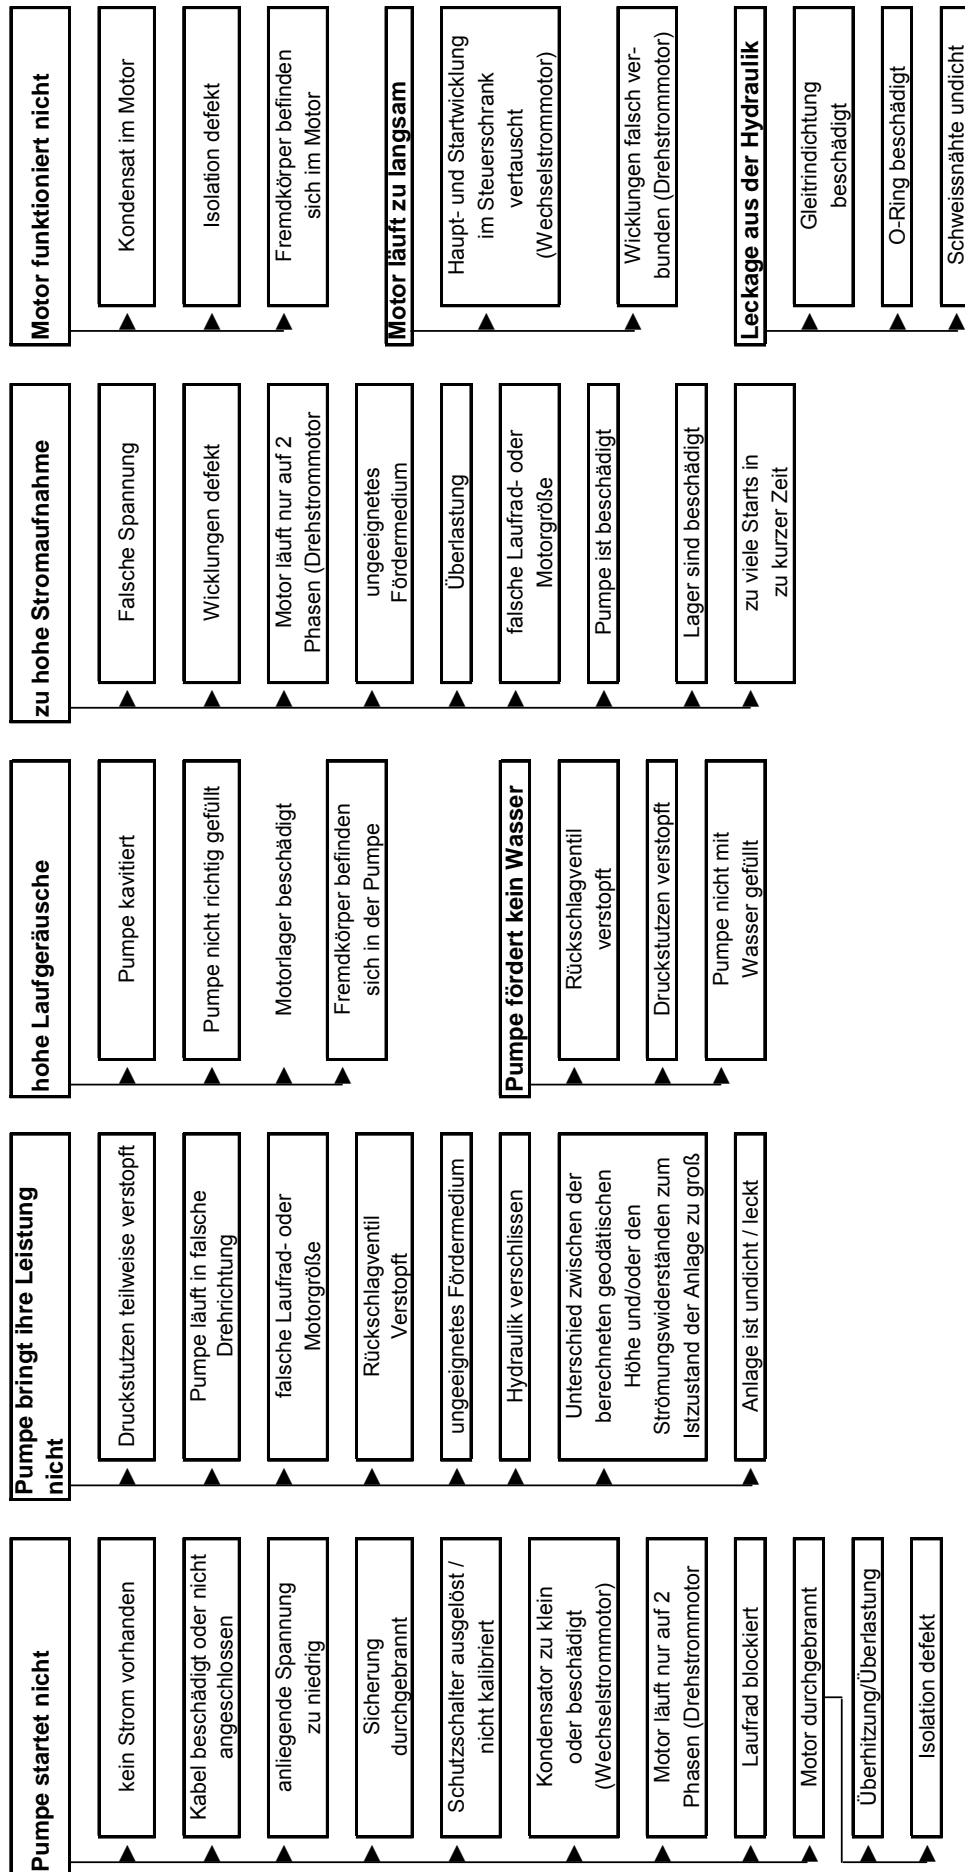 Pumpe startet nicht
kein Strom vorhanden
Kabel beschädigt oder nicht
angeschlossen
anliegende Spannung
zu niedrig
Sicherung
durchgebrannt
Schutzschalter ausgelöst /
nicht kalibriert
Kondensator zu klein
oder beschädigt
(Wechselstrommotor)
Motor läuft nur auf 2
Phasen (Drehstrommotor
Laufrad blockiert
Motor durchgebrannt
Überhitzung/Überlastung
Isolation defekt
Pumpe bringt ihre Leistung
nicht
Druckstutzen teilweise verstopft
Pumpe läuft in falsche
Drehrichtung
falsche Laufrad- oder
Motorgröße
Rückschlagventil
Verstopft
ungeeignetes Fördermedium
Hydraulik verschlissen
Unterschied zwischen der
berechneten geodätischen
Höhe und/oder den
Strömungswiderständen zum
Istzustand der Anlage zu groß
Anlage ist undicht / leckt
hohe Laufgeräusche
Pumpe kavitiert
Pumpe nicht richtig gefüllt
Motorlager beschädigt
Fremdkörper befinden
sich in der Pumpe
Pumpe fördert kein Wasser
Rückschlagventil
verstopft
Druckstutzen verstopft
Pumpe nicht mit
Wasser gefüllt
zu hohe Stromaufnahme
Falsche Spannung
Wicklungen defekt
Motor läuft nur auf 2
Phasen (Drehstrommotor
ungeeignetes
Fördermedium
Überlastung
falsche Laufrad- oder
Motorgröße
Pumpe ist beschädigt
Lager sind beschädigt
zu viele Starts in
zu kurzer Zeit
Motor funktioniert nicht
Kondensat im Motor
Isolation defekt
Fremdkörper befinden
sich im Motor
Motor läuft zu langsam
Haupt- und Startwicklung
im Steuerschrank
vertauscht
(Wechselstrommotor)
Wicklungen falsch ver-
bunden (Drehstrommotor)
Leckage aus der Hydraulik
Gleitrindichtung
beschädigt
O-Ring beschädigt
Schweissnähte undicht